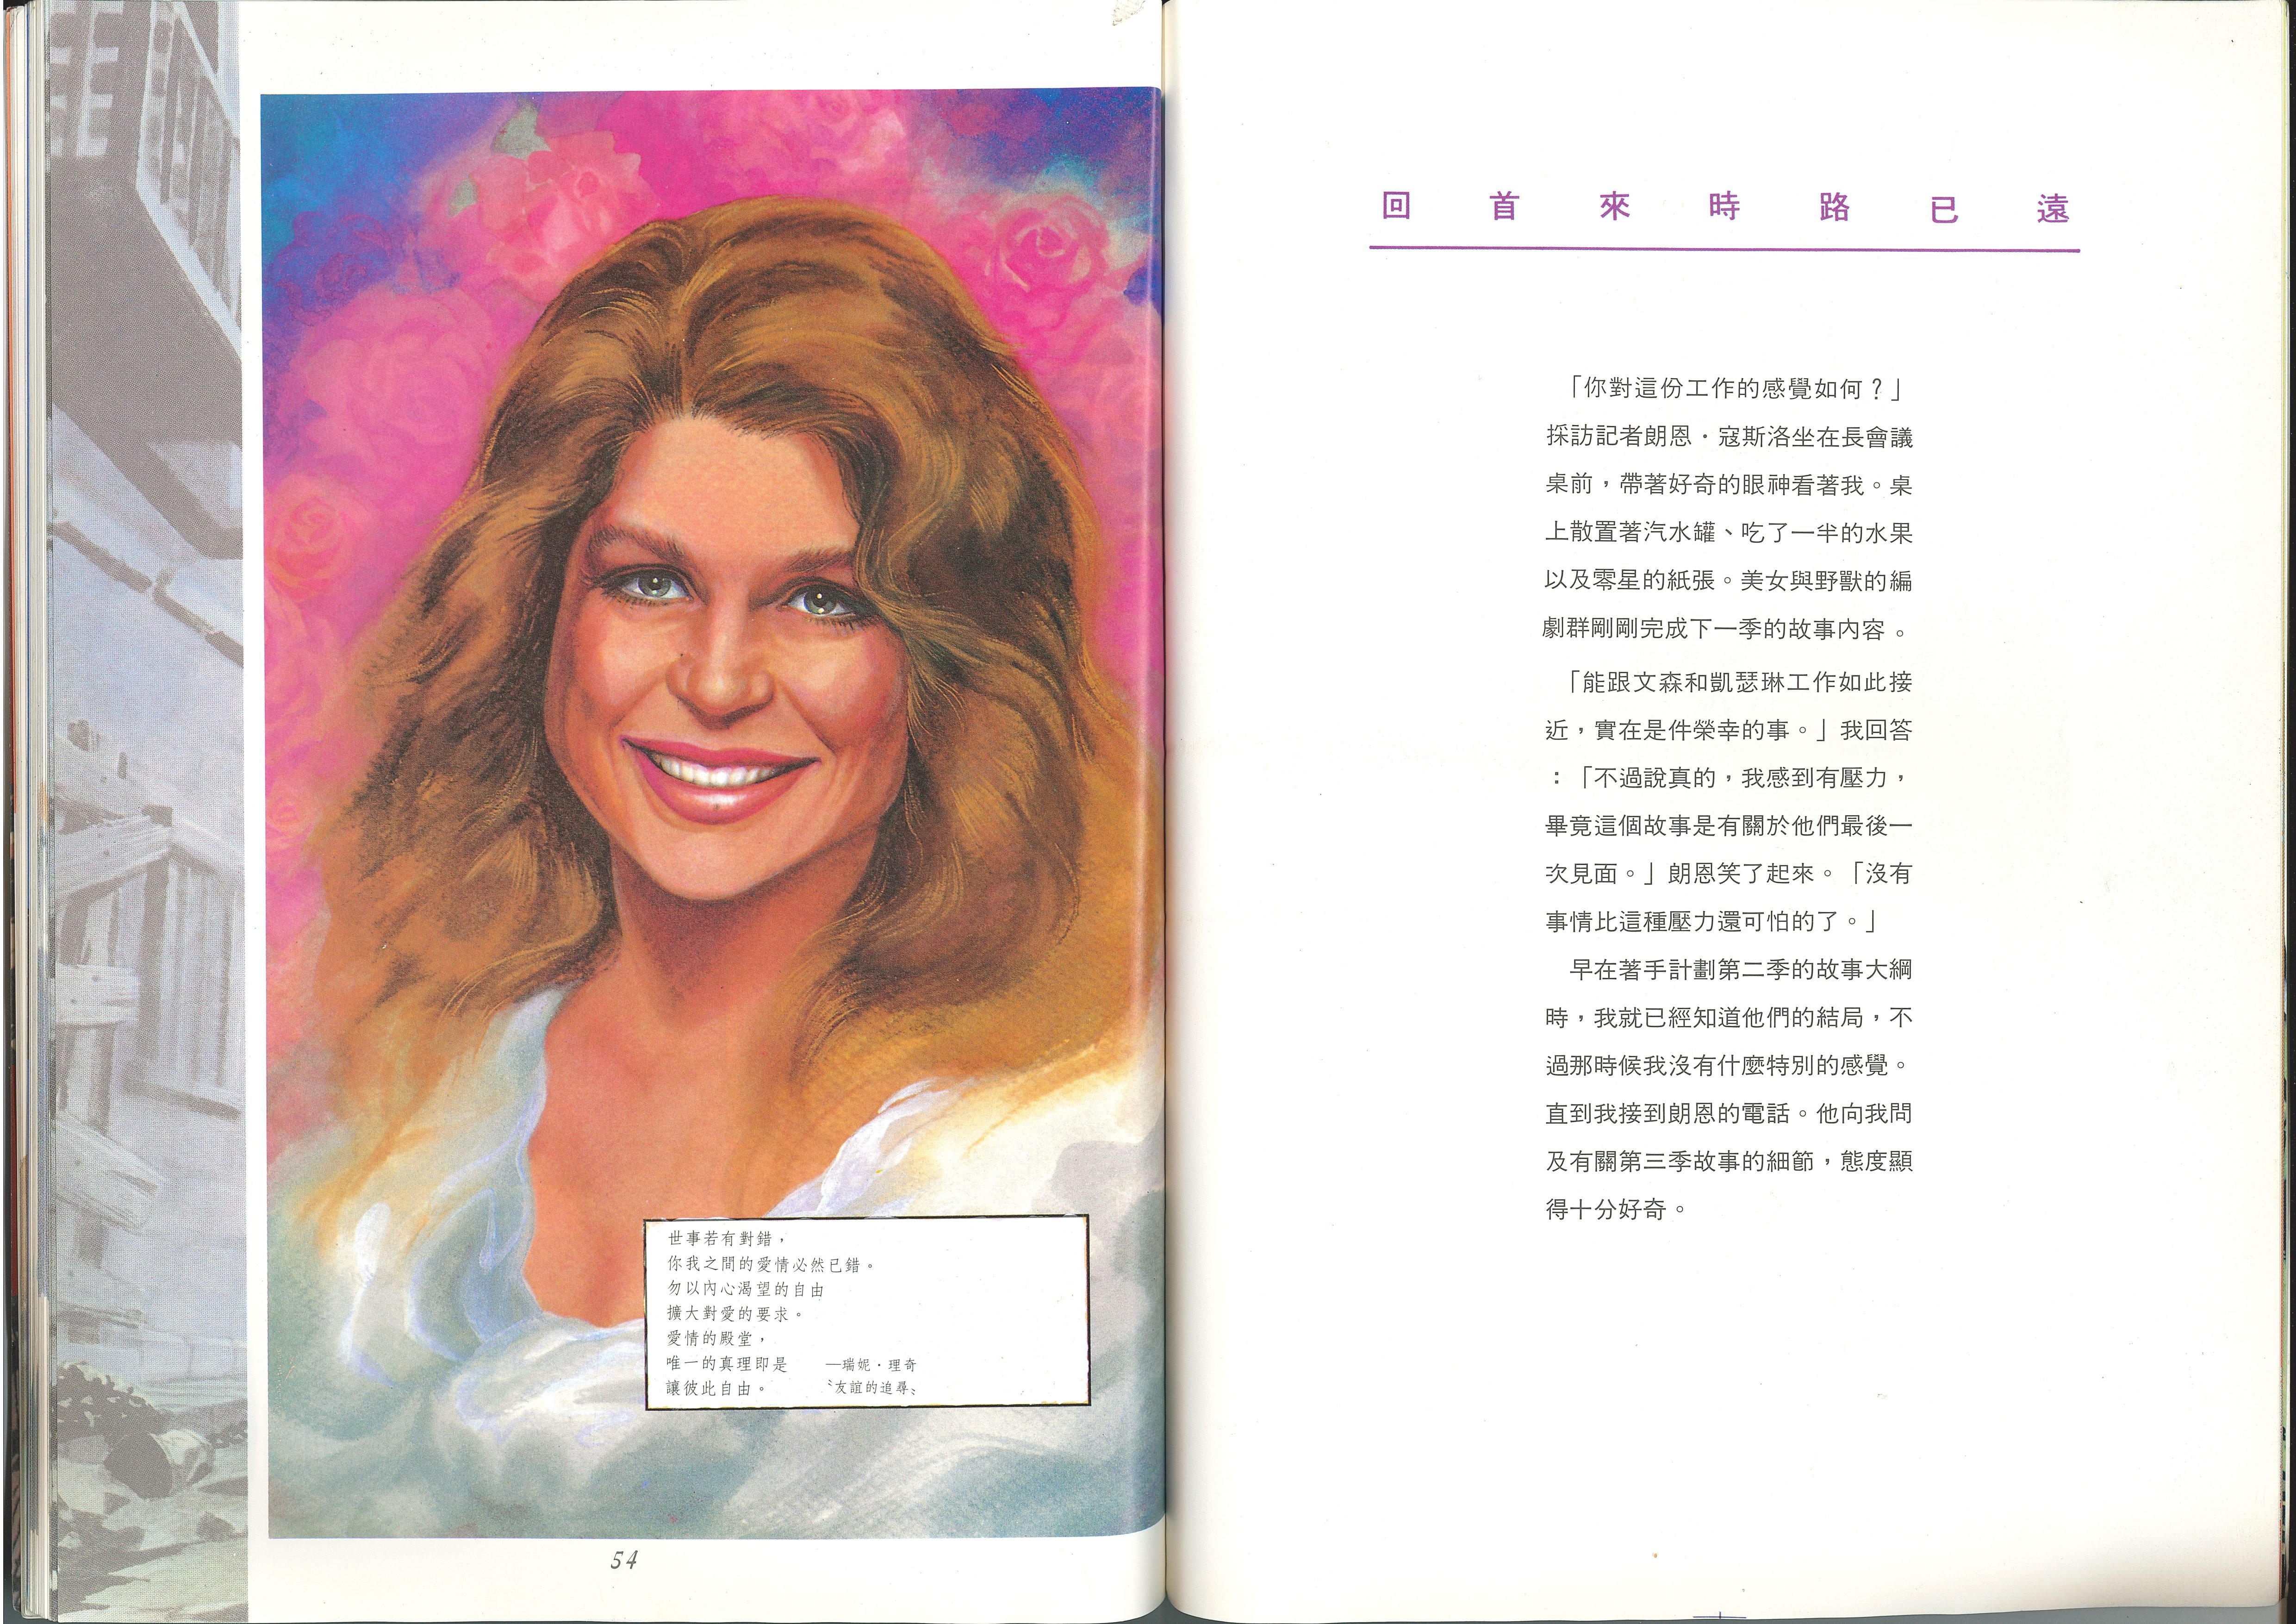 世事若有對錯，
你我之間的愛情必然已錯。
勿以內心渴望的自由
擴大對愛的要求。
愛情的殿堂，
唯一的真理即是
讓彼此自由。
—瑞妮・理奇
〝友誼的追尋〞
54
回首來時路已遠
「你對這份工作的感覺如何？」
採訪記者朗恩・寇斯洛坐在長會議
桌前，帶著好奇的眼神看著我。桌
上散置著汽水罐、吃了一半的水果
以及零星的紙張。美女與野獸的編
劇群剛剛完成下一季的故事內容。
「能跟文森和凱瑟琳工作如此接
近，實在是件榮幸的事。」我回答
：「不過說真的，我感到有壓力，
畢竟這個故事是有關於他們最後一
次見面。」朗恩笑了起來。「沒有
事情比這種壓力還可怕的了。」
早在著手計劃第二季的故事大綱
時，我就已經知道他們的結局，不
過那時候我沒有什麼特別的感覺。
直到我接到朗恩的電話。他向我問
及有關第三季故事的細節，態度顯
得十分好奇。